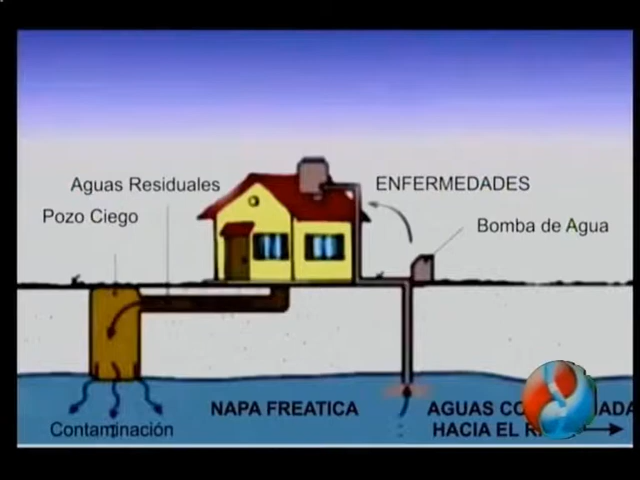 Aguas Residuales
ENFERMEDADES
Pozo Ciego
Bomba de Agua
NAPA FREATICA
AGUAS
HACIA EL
Contaminación